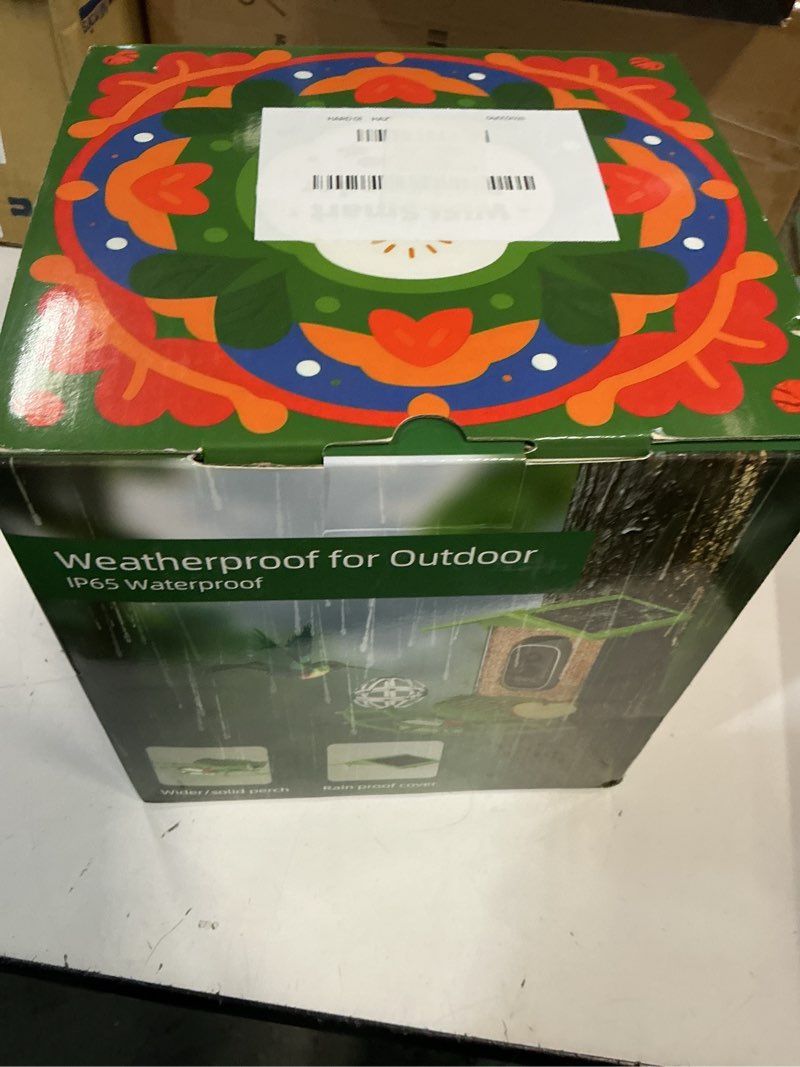 Weatherproof for Outdoor
IP65 Waterproof
Wider/solid perch
Rain proof cover